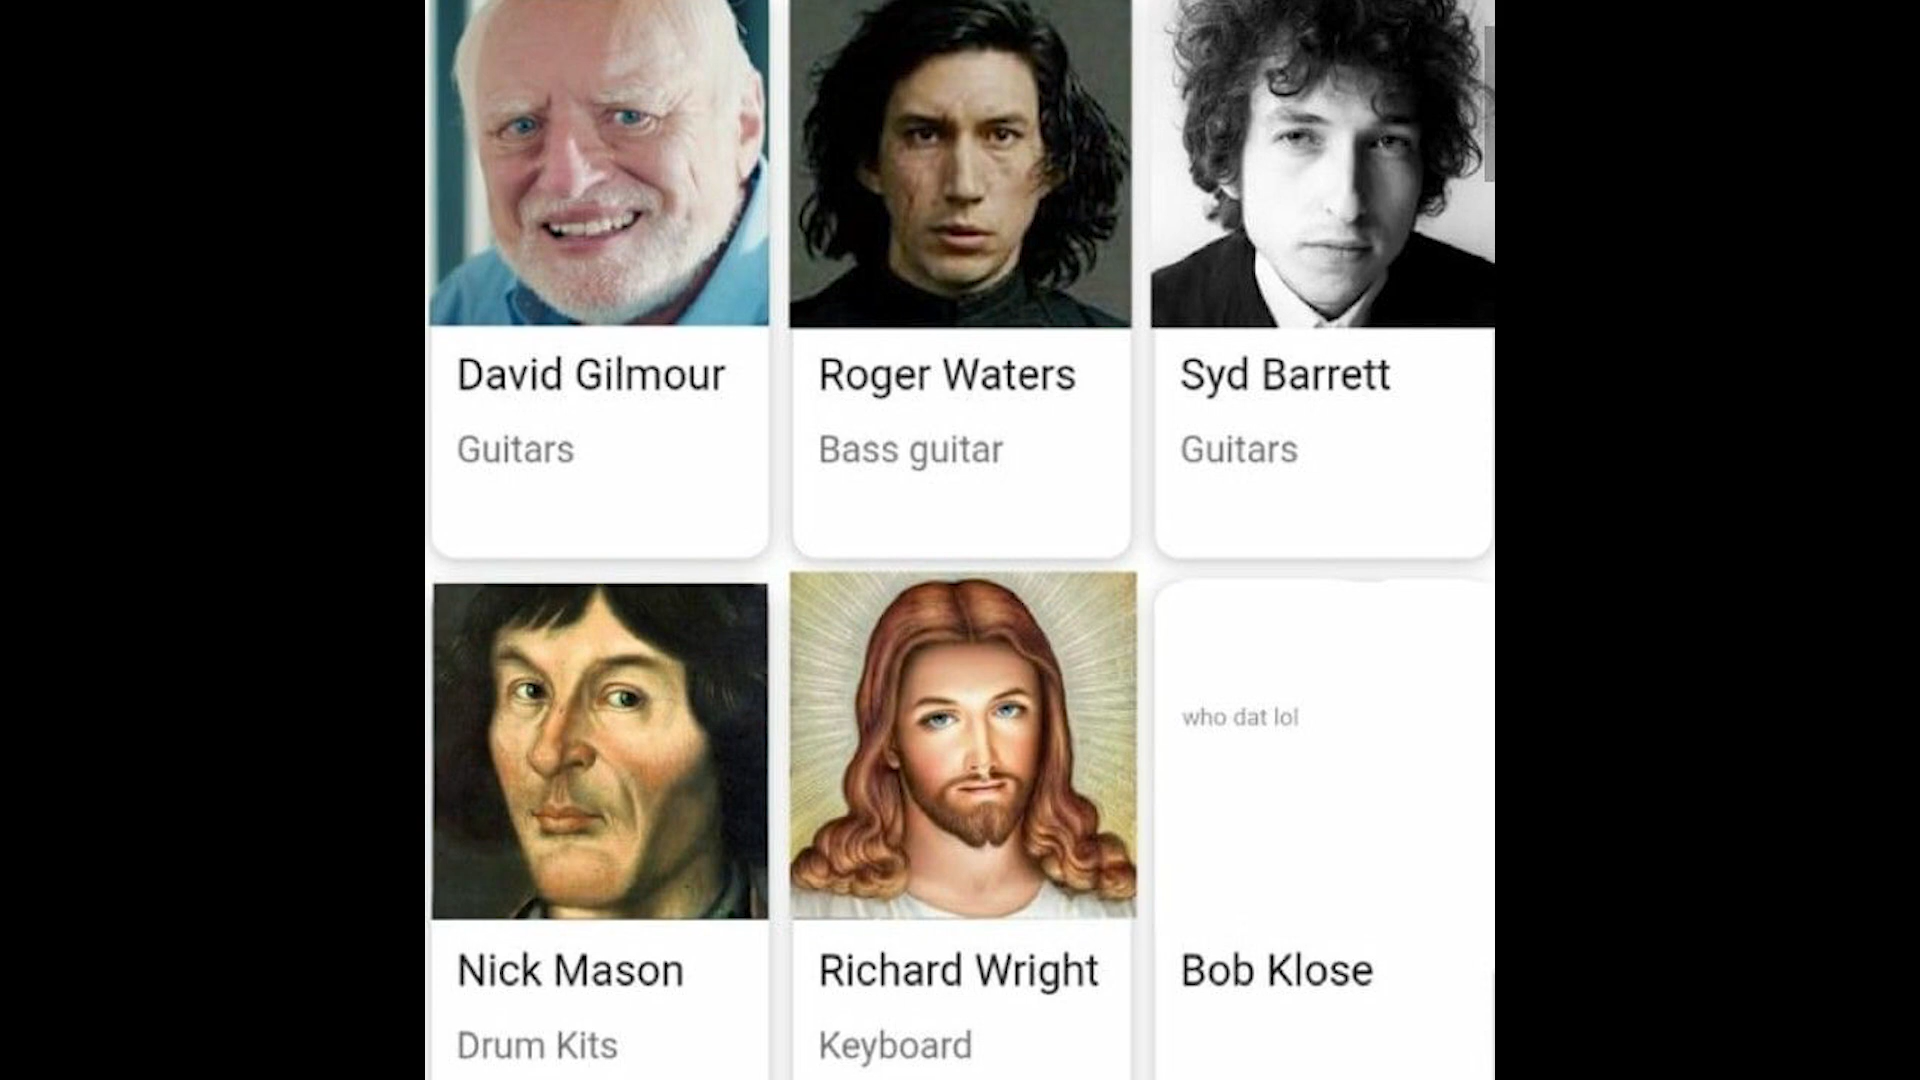 David Gilmour
Guitars
Roger Waters
Bass guitar
Syd Barrett
Guitars
Nick Mason
Drum Kits
Richard Wright
Keyboard
who dat lol
Bob Klose